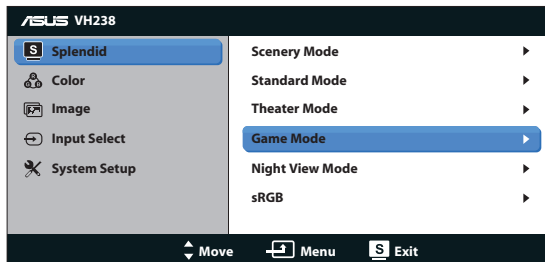 ASUS VH238
S Splendid
Color
Image
Input Select
System Setup
Scenery Mode
Standard Mode
Theater Mode
Game Mode
Night View Mode
sRGB
Move Menu S Exit